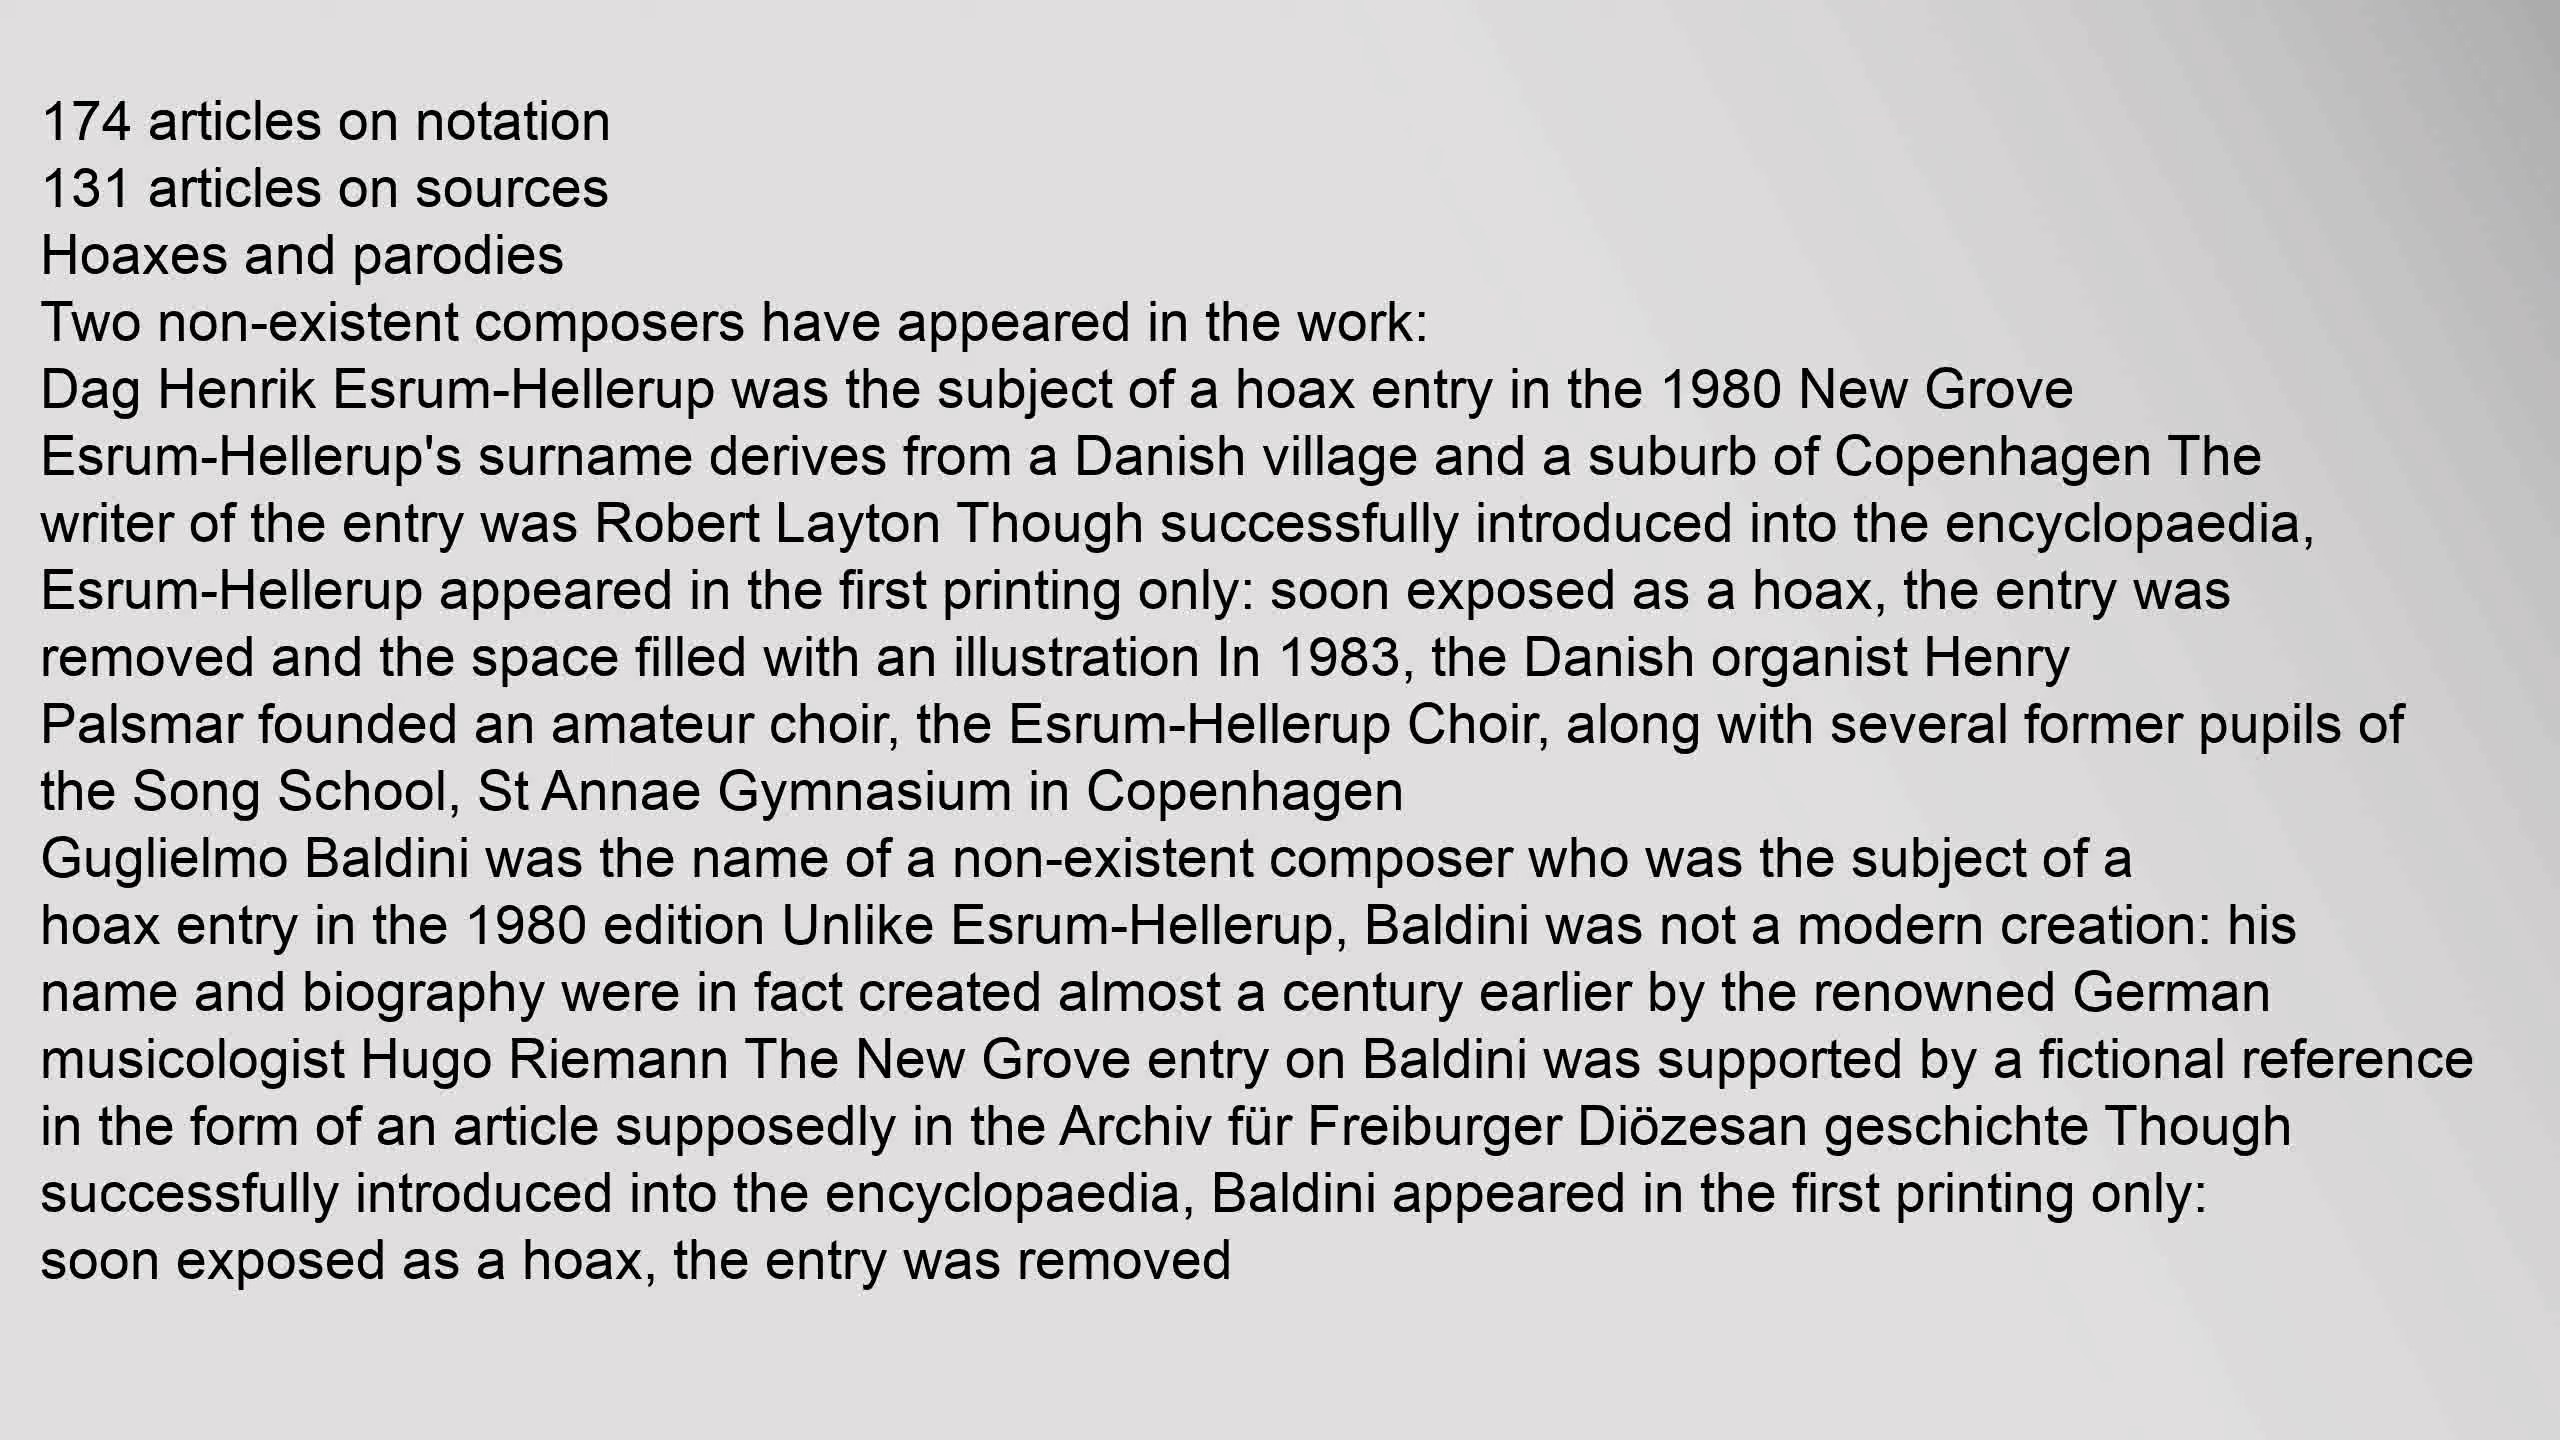 174 articles on notation
131 articles on sources
Hoaxes and parodies
Two non-existent composers have appeared in the work:
Dag Henrik Esrum-Hellerup was the subject of a hoax entry in the 1980 New Grove
Esrum-Hellerup's surname derives from a Danish village and a suburb of Copenhagen The
writer of the entry was Robert Layton Though successfully introduced into the encyclopaedia,
Esrum-Hellerup appeared in the first printing only: soon exposed as a hoax, the entry was
removed and the space filled with an illustration In 1983, the Danish organist Henry
Palsmar founded an amateur choir, the Esrum-Hellerup Choir, along with several former pupils of
the Song School, St Annae Gymnasium in Copenhagen
Guglielmo Baldini was the name of a non-existent composer who was the subject of a
hoax entry in the 1980 edition Unlike Esrum-Hellerup, Baldini was not a modern creation: his
name and biography were in fact created almost a century earlier by the renowned German
musicologist Hugo Riemann The New Grove entry on Baldini was supported by a fictional reference
in the form of an article supposedly in the Archiv für Freiburger Diözesan geschichte Though
successfully introduced into the encyclopaedia, Baldini appeared in the first printing only:
soon exposed as a hoax, the entry was removed